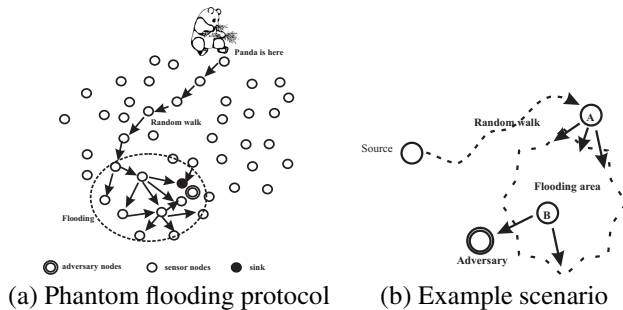 Panda is here
Random walk
Flooding
adversary nodes
sensor nodes
sink
(a) Phantom flooding protocol
Random walk
A
Source
Flooding area
B
Adversary
(b) Example scenario